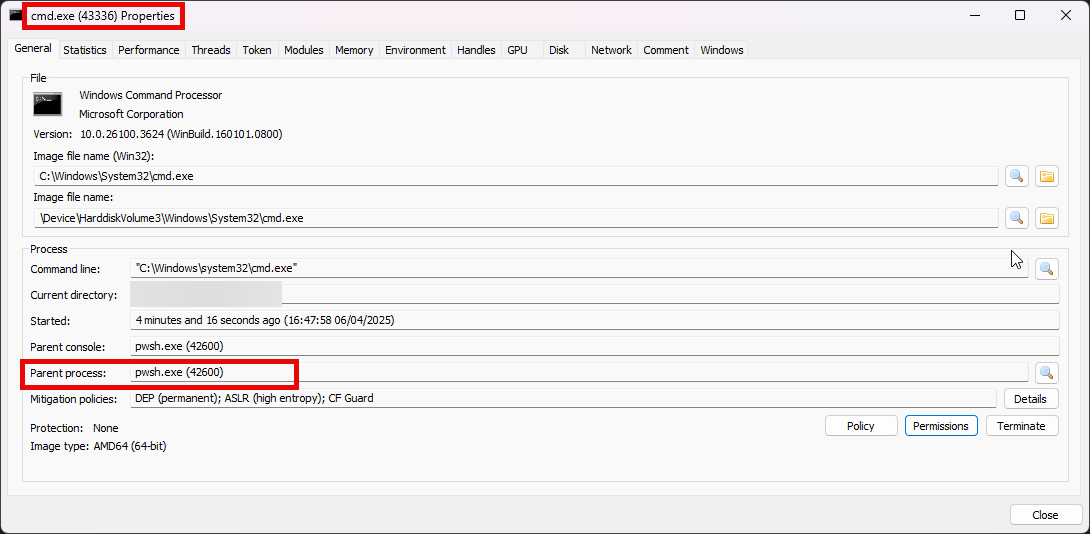 cmd.exe (43336) Properties
General Statistics Performance Threads Token Modules Memory Environment Handles GPU Disk Network Comment Windows
File
Windows Command Processor
Microsoft Corporation
Version: 10.0.26100.3624 (WinBuild.160101.0800)
Image file name (Win32):
C:\Windows\System32\cmd.exe
Image file name:
\Device\HarddiskVolume3\Windows\System32\cmd.exe
Process
Command line: "C:\Windows\system32\cmd.exe"
Current directory:
Started: 4 minutes and 16 seconds ago (16:47:58 06/04/2025)
Parent console: pwsh.exe (42600)
Parent process: pwsh.exe (42600)
Mitigation policies: DEP (permanent); ASLR (high entropy); CF Guard Details
Protection: None Policy Permissions Terminate
Image type: AMD64 (64-bit)
Close